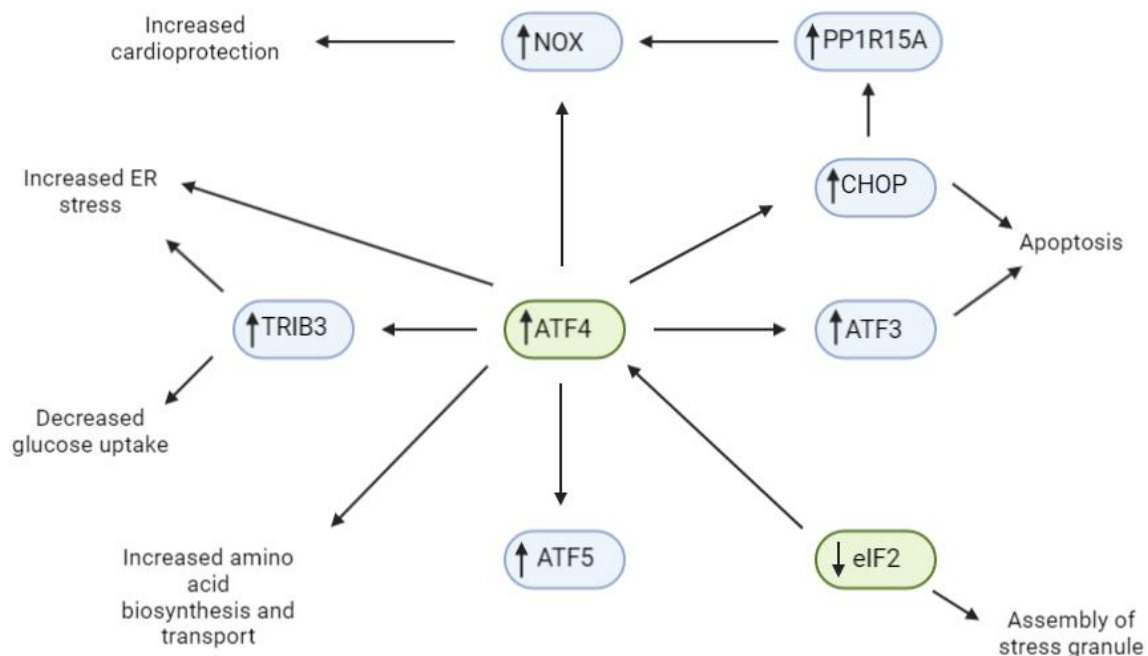 Increased
cardioprotection
NOX
PP1R15A
Increased ER
stress
CHOP
Apoptosis
TRIB3
ATF4
ATF3
Decreased
glucose uptake
Increased amino
acid
biosynthesis and
transport
ATF5
eIF2
Assembly of
stress granule